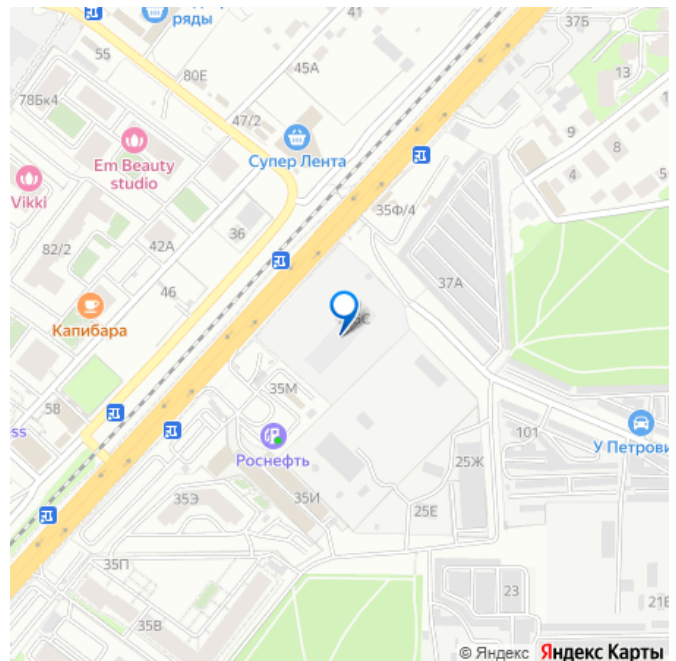 ряды
41
37Б
55
80Е
45А
13
78Бк4
47/2
9
8
Em Beauty
studio
Супер Лента
4
5
Vikki
35Ф/4
36
42А
82/2
37А
46
Капибара
35М
5В
ss
101
У Петрови
Роснефть
25Ж
35Э
35И
25Е
35П
23
21Е
35В
© Яндекс Яндекс Карты